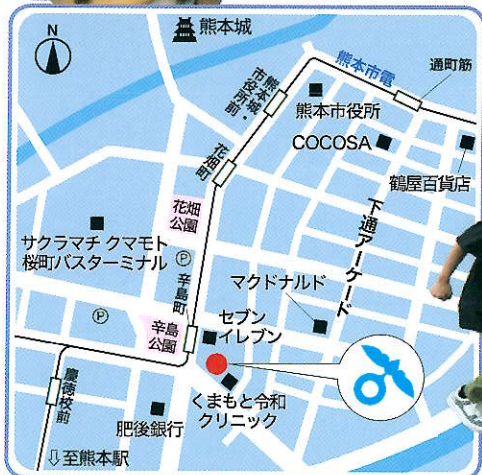 N
熊本城
熊本市電
通町筋
熊本城・
市役所前
熊本市役所
COCOSA
鶴屋百貨店
花畑町
花畑
公園
下通アーケード
サクラマチ クマモト
桜町バスターミナル
P
辛島町
マクドナルド
P
辛島
公園
セブン
イレブン
慶徳校前
くまもと令和
クリニック
肥後銀行
⇩至熊本駅